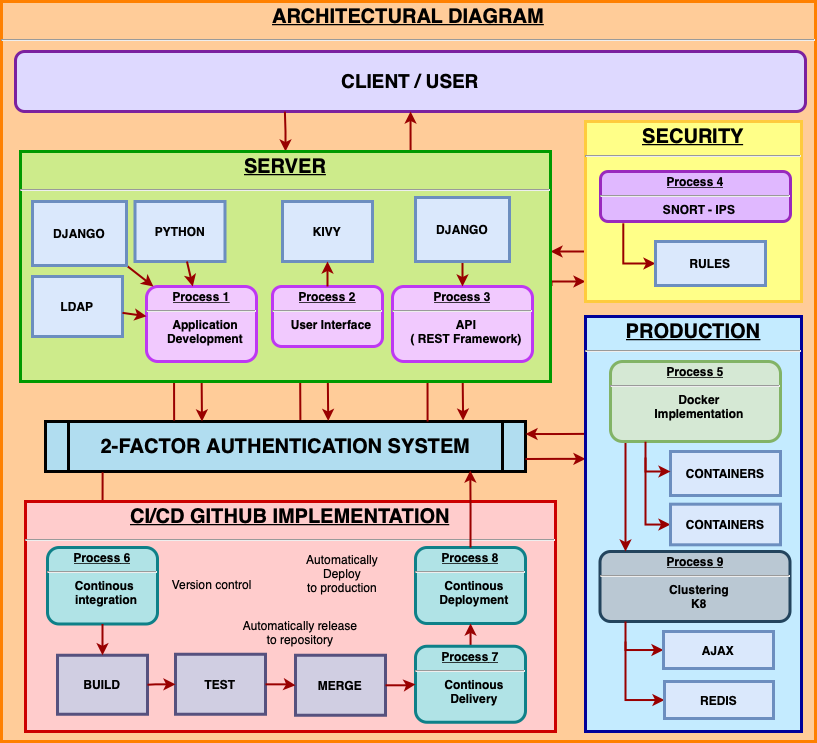 ARCHITECTURAL DIAGRAM
CLIENT / USER
SERVER
DJANGO
PYTHON
KIVY
DJANGO
LDAP
Process 1
Application
Development
Process 2
User Interface
Process 3
API
( REST Framework)
SECURITY
Process 4
SNORT - IPS
RULES
2-FACTOR AUTHENTICATION SYSTEM
PRODUCTION
Process 5
Docker
Implementation
CONTAINERS
CONTAINERS
Process 9
Clustering
K8
AJAX
REDIS
CI/CD GITHUB IMPLEMENTATION
Process 6
Continous
integration
Version control
Automatically
Deploy
to production
Process 8
Continous
Deployment
Automatically release
to repository
BUILD
TEST
MERGE
Process 7
Continous
Delivery